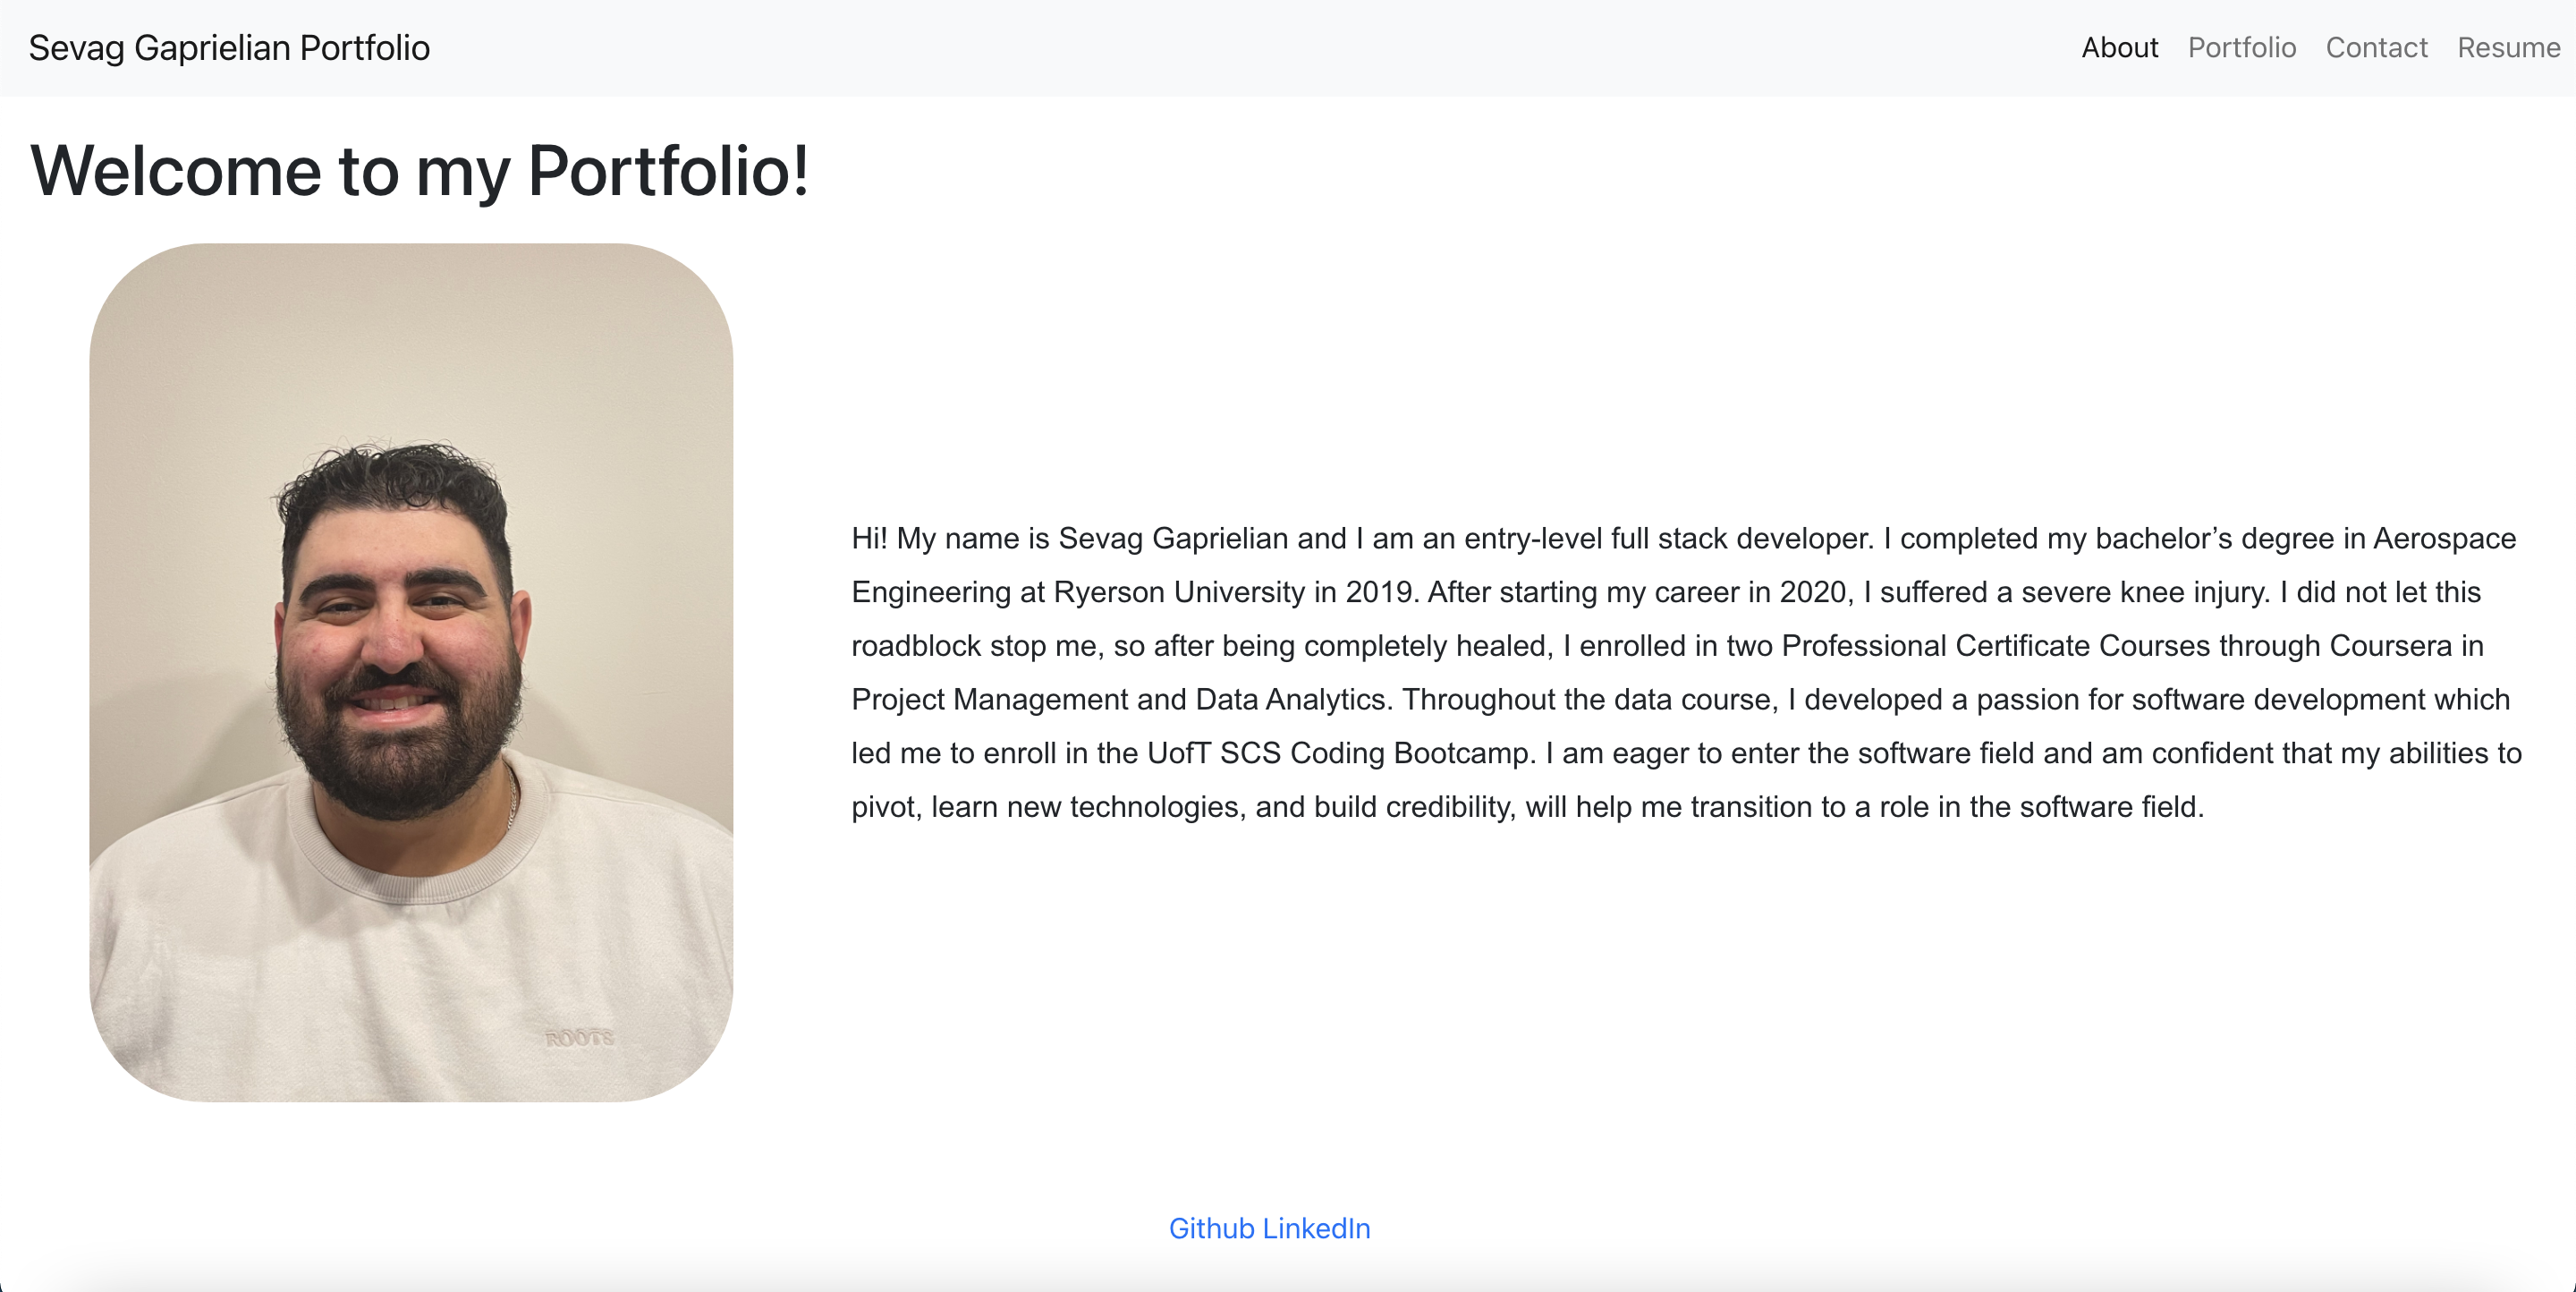 Sevag Gaprielian Portfolio
About Portfolio Contact Resume
Welcome to my Portfolio!
Hi! My name is Sevag Gaprielian and I am an entry-level full stack developer. I completed my bachelor’s degree in Aerospace
Engineering at Ryerson University in 2019. After starting my career in 2020, I suffered a severe knee injury. I did not let this
roadblock stop me, so after being completely healed, I enrolled in two Professional Certificate Courses through Coursera in
Project Management and Data Analytics. Throughout the data course, I developed a passion for software development which
led me to enroll in the UofT SCS Coding Bootcamp. I am eager to enter the software field and am confident that my abilities to
pivot, learn new technologies, and build credibility, will help me transition to a role in the software field.
ROOTS
Github LinkedIn